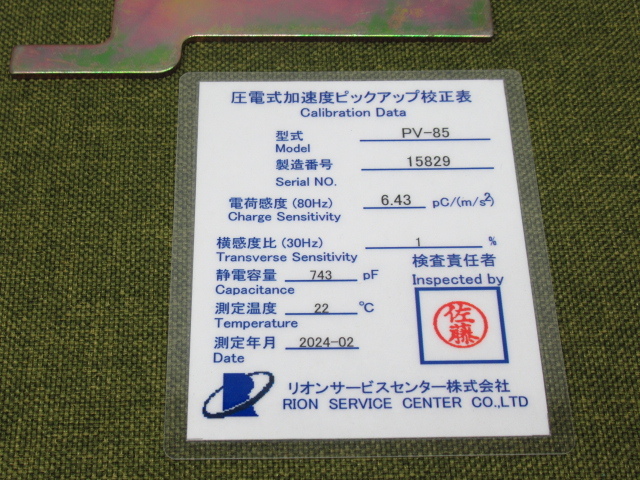 圧電式加速度ピックアップ校正表
Calibration Data
型式 PV-85
Model
製造番号 15829
Serial NO.
電荷感度 (80Hz) 6.43 pC/(m/s²)
Charge Sensitivity
横感度比 (30Hz) 1 %
Transverse Sensitivity
静電容量 743 pF
Capacitance
測定温度 22 ℃
Temperature
測定年月 2024-02
Date
検査責任者
Inspected by
佐藤
リオンサービスセンター株式会社
RION SERVICE CENTER CO.,LTD